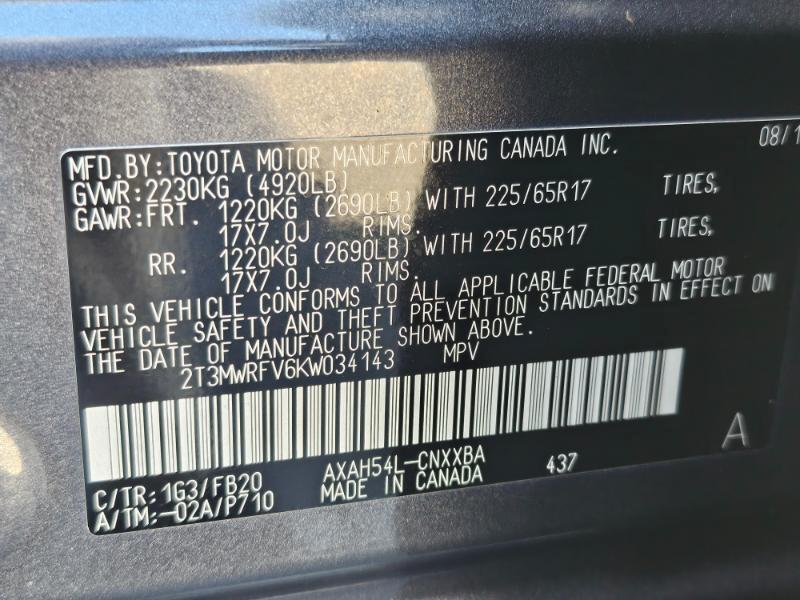 08/1
MFD.BY:TOYOTA MOTOR MANUFACTURING CANADA INC.
GVWR:2230KG (4920LB)
GAWR:FRT. 1220KG (2690LB) WITH 225/65R17 TIRES,
17X7.0J RIMS.
RR. 1220KG (2690LB) WITH 225/65R17 TIRES,
17X7.0J RIMS.
THIS VEHICLE CONFORMS TO ALL APPLICABLE FEDERAL MOTOR
VEHICLE SAFETY AND THEFT PREVENTION STANDARDS IN EFFECT ON
THE DATE OF MANUFACTURE SHOWN ABOVE.
2T3MWRFV6KW034143 MPV
A
C/TR:1G3/FB20 AXAH54L-CNXXBA 437
A/TM:-02A/P710 MADE IN CANADA